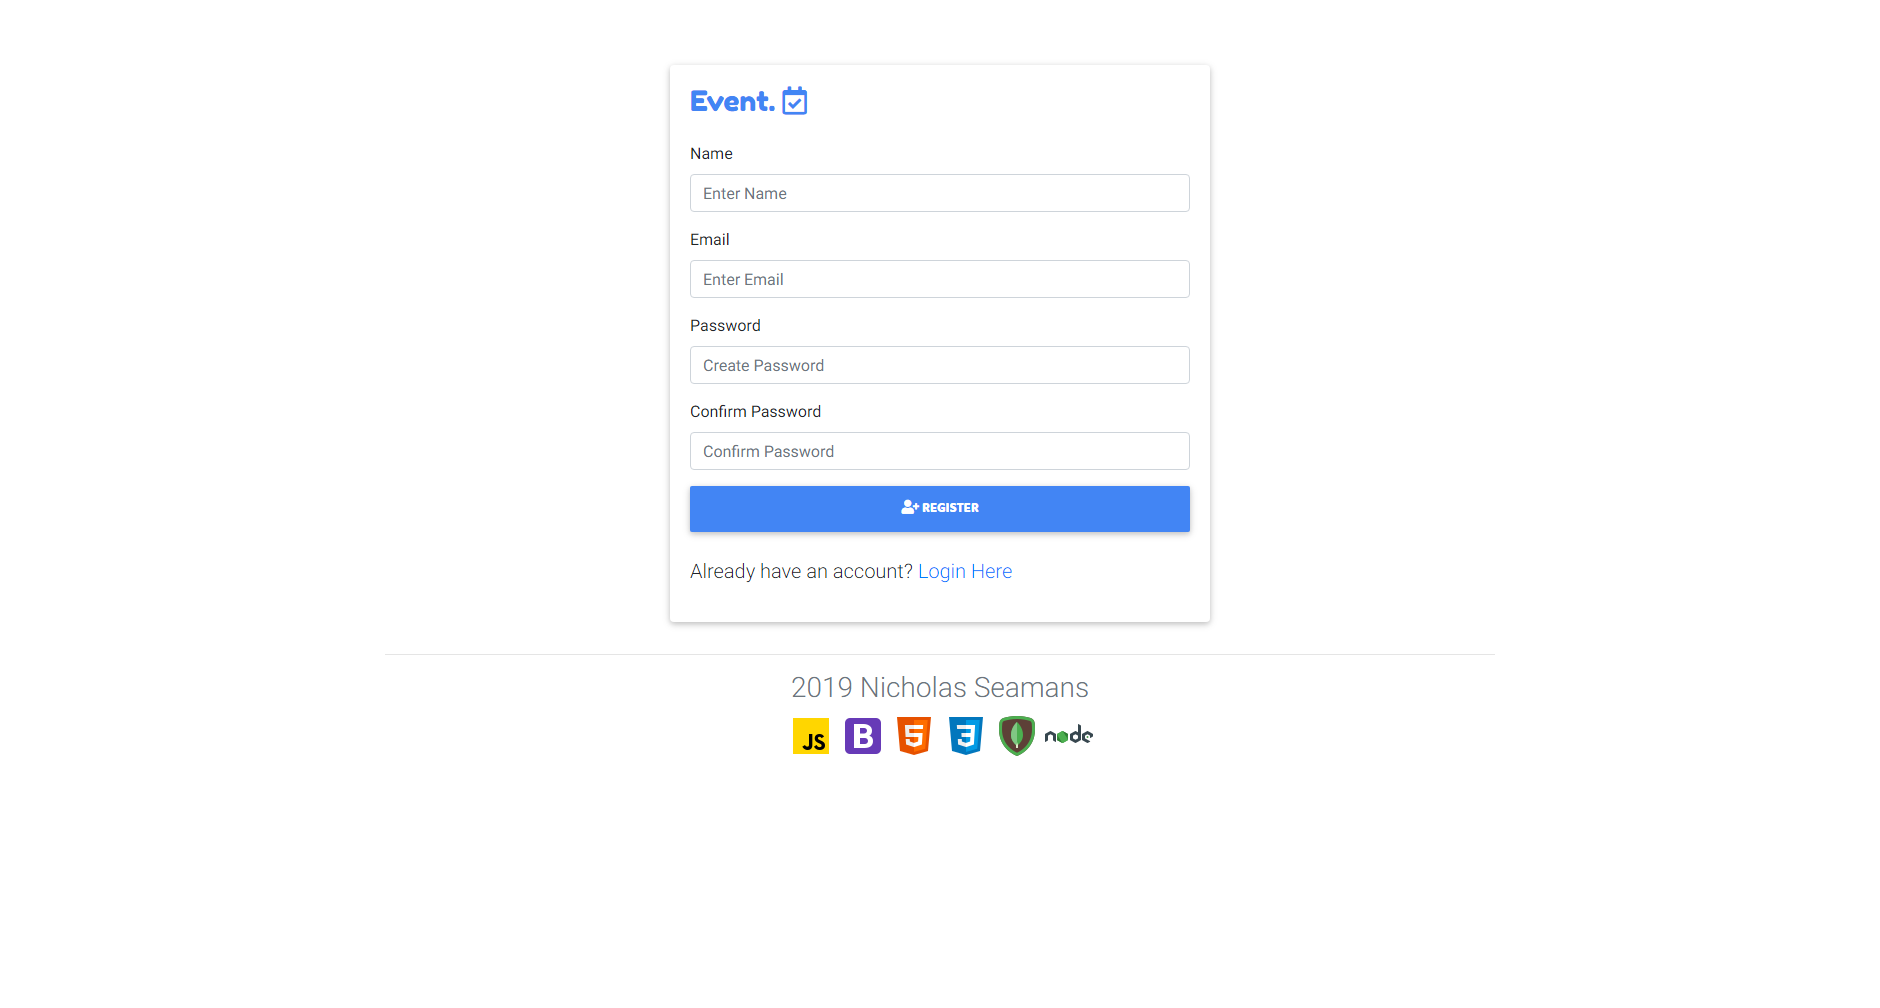 Event.
Name
Enter Name
Email
Enter Email
Password
Create Password
Confirm Password
Confirm Password
REGISTER
Already have an account? Login Here
2019 Nicholas Seamans
JS B 5 3 node